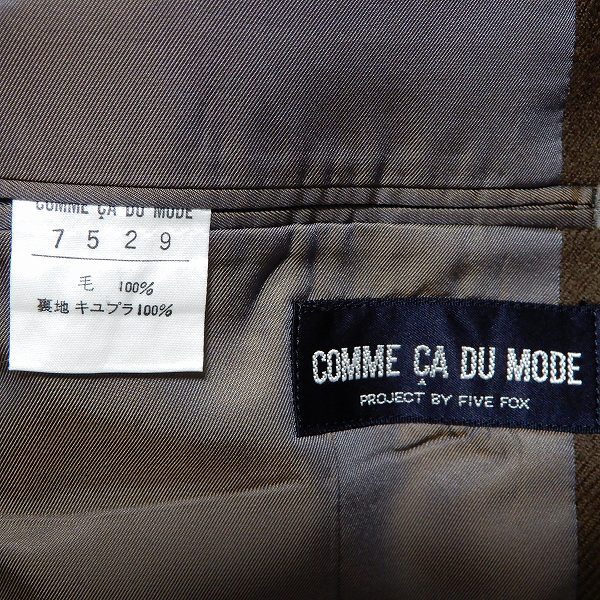 COMME ÇA DU MODE
7529
毛 100%
裏地 キユプラ100%
COMME ÇA DU MODE
PROJECT BY FIVE FOX